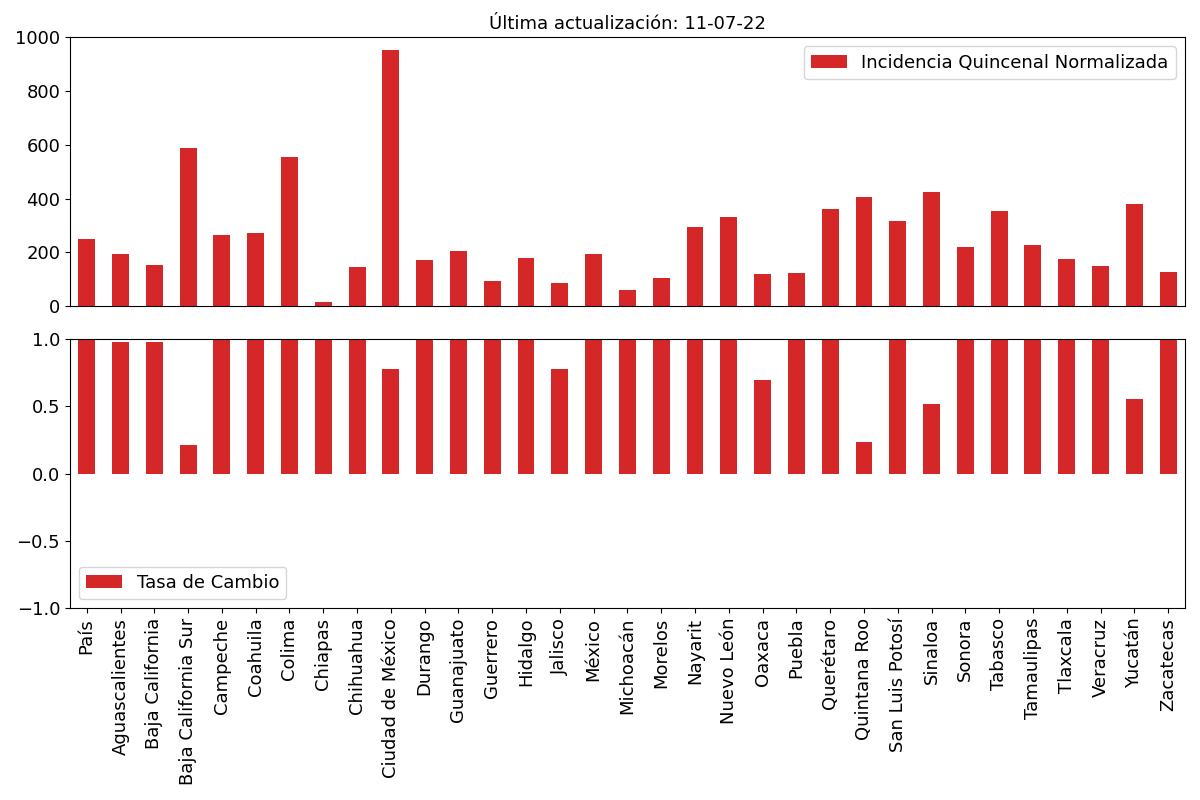 Última actualización: 11-07-22
1000
800
600
400
200
0
Incidencia Quincenal Normalizada
1.0
0.5
0.0
−0.5
−1.0
Tasa de Cambio
País
Aguascalientes
Baja California
Baja California Sur
Campeche
Coahuila
Colima
Chiapas
Chihuahua
Ciudad de México
Durango
Guanajuato
Guerrero
Hidalgo
Jalisco
México
Michoacán
Morelos
Nayarit
Nuevo León
Oaxaca
Puebla
Querétaro
Quintana Roo
San Luis Potosí
Sinaloa
Sonora
Tabasco
Tamaulipas
Tlaxcala
Veracruz
Yucatán
Zacatecas